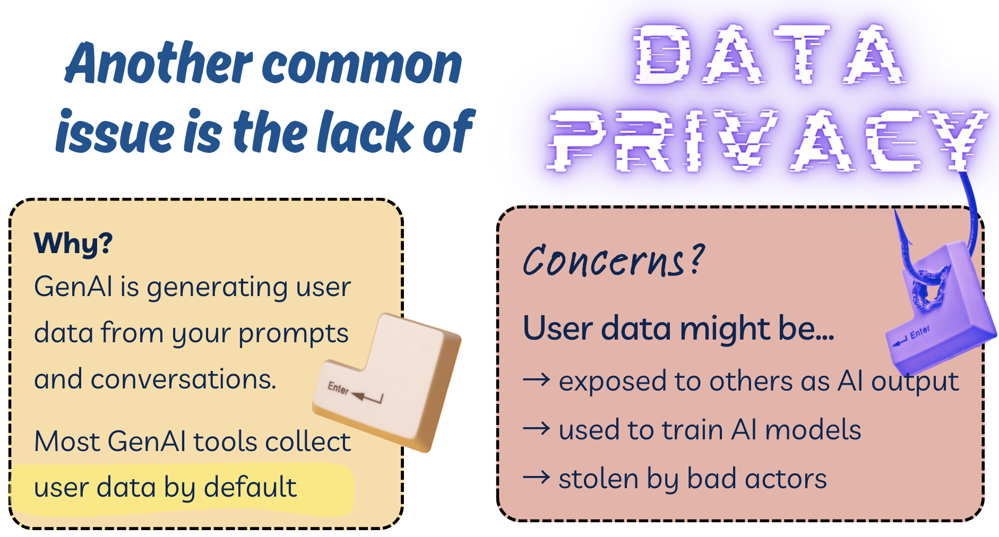 Another common
issue is the lack of
DATA
PRIVACY
Why?
GenAI is generating user
data from your prompts
and conversations.
Most GenAI tools collect
user data by default
Enter
Concerns?
User data might be...
→ exposed to others as AI output
→ used to train AI models
→ stolen by bad actors
Enter